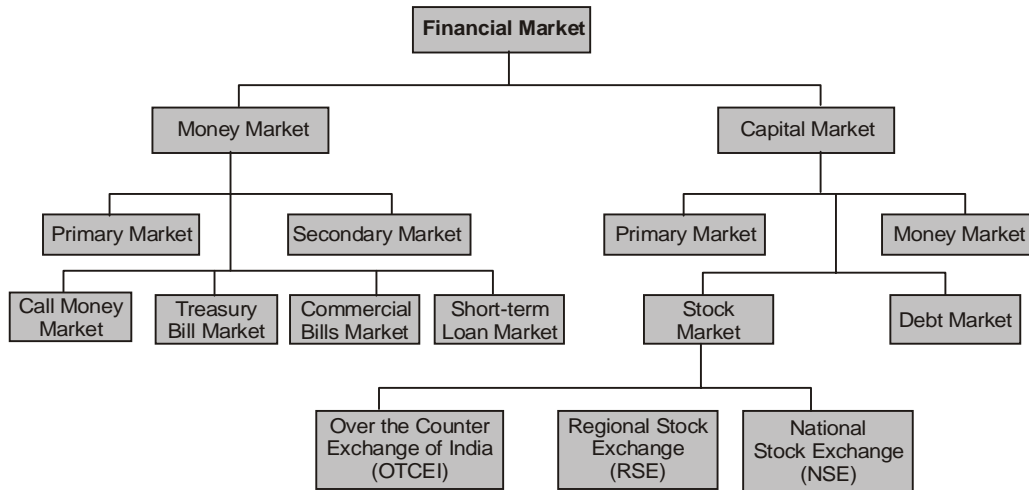 Financial Market
Money Market
Capital Market
Primary Market
Secondary Market
Primary Market
Money Market
Call Money
Market
Treasury
Bill Market
Commercial
Bills Market
Short-term
Loan Market
Stock
Market
Debt Market
Over the Counter
Exchange of India
(OTCEI)
Regional Stock
Exchange
(RSE)
National
Stock Exchange
(NSE)